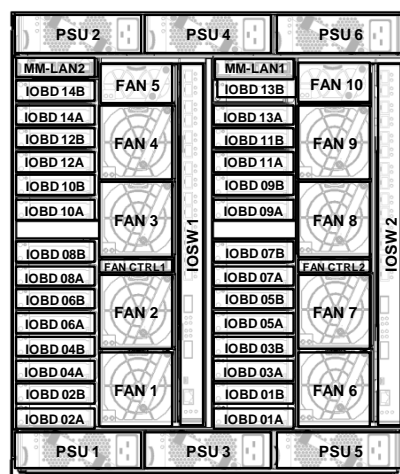 PSU 2 PSU 4 PSU 6
MM-LAN2
IOBD 14B
IOBD 14A
IOBD 12B
IOBD 12A
IOBD 10B
IOBD 10A
IOBD 08B
IOBD 08A
IOBD 06B
IOBD 06A
IOBD 04B
IOBD 04A
IOBD 02B
IOBD 02A
FAN 5
FAN 4
FAN 3
FAN CTRL1
FAN 2
FAN 1
IOSW 1
MM-LAN1
IOBD 13B
IOBD 13A
IOBD 11B
IOBD 11A
IOBD 09B
IOBD 09A
IOBD 07B
IOBD 07A
IOBD 05B
IOBD 05A
IOBD 03B
IOBD 03A
IOBD 01B
IOBD 01A
FAN 10
FAN 9
FAN 8
FAN CTRL2
FAN 7
FAN 6
IOSW 2
PSU 1 PSU 3 PSU 5